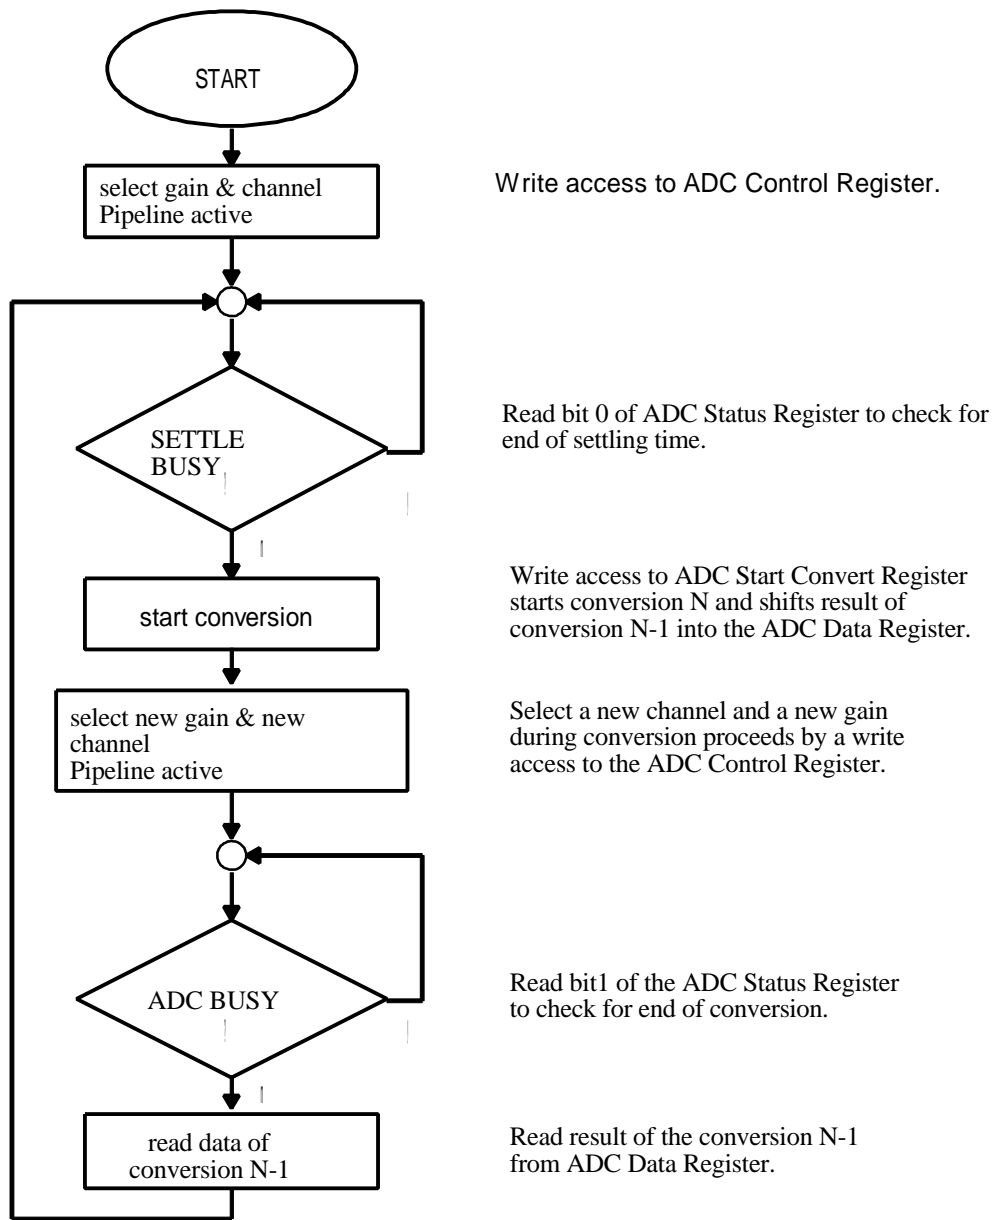 START
select gain & channel
Pipeline active
Write access to ADC Control Register.
SETTLE
BUSY
Read bit 0 of ADC Status Register to check for
end of settling time.
start conversion
Write access to ADC Start Convert Register
starts conversion N and shifts result of
conversion N-1 into the ADC Data Register.
select new gain & new
channel
Pipeline active
Select a new channel and a new gain
during conversion proceeds by a write
access to the ADC Control Register.
ADC BUSY
Read bit1 of the ADC Status Register
to check for end of conversion.
read data of
conversion N-1
Read result of the conversion N-1
from ADC Data Register.